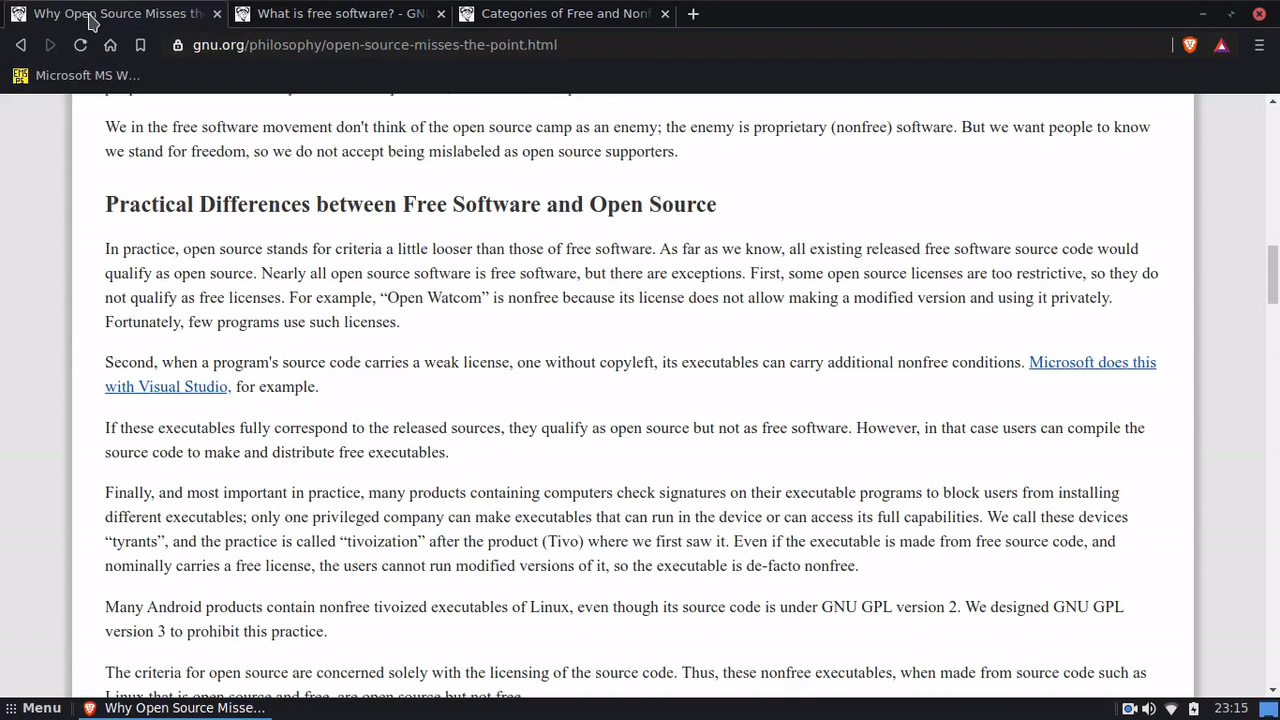 Why Open Source Misses th
What is free software? - GNU
Categories of Free and Nonf
gnu.org/philosophy/open-source-misses-the-point.html
Microsoft MS W...
We in the free software movement don't think of the open source camp as an enemy; the enemy is proprietary (nonfree) software. But we want people to know
we stand for freedom, so we do not accept being mislabeled as open source supporters.
Practical Differences between Free Software and Open Source
In practice, open source stands for criteria a little looser than those of free software. As far as we know, all existing released free software source code would
qualify as open source. Nearly all open source software is free software, but there are exceptions. First, some open source licenses are too restrictive, so they do
not qualify as free licenses. For example, “Open Watcom” is nonfree because its license does not allow making a modified version and using it privately.
Fortunately, few programs use such licenses.
Second, when a program's source code carries a weak license, one without copyleft, its executables can carry additional nonfree conditions. Microsoft does this
with Visual Studio, for example.
If these executables fully correspond to the released sources, they qualify as open source but not as free software. However, in that case users can compile the
source code to make and distribute free executables.
Finally, and most important in practice, many products containing computers check signatures on their executable programs to block users from installing
different executables; only one privileged company can make executables that can run in the device or can access its full capabilities. We call these devices
“tyrants”, and the practice is called “tivoization” after the product (Tivo) where we first saw it. Even if the executable is made from free source code, and
nominally carries a free license, the users cannot run modified versions of it, so the executable is de-facto nonfree.
Many Android products contain nonfree tivoized executables of Linux, even though its source code is under GNU GPL version 2. We designed GNU GPL
version 3 to prohibit this practice.
The criteria for open source are concerned solely with the licensing of the source code. Thus, these nonfree executables, when made from source code such as
Linux that is open source and free, are open source but not free.
Menu
Why Open Source Misse...
23:15